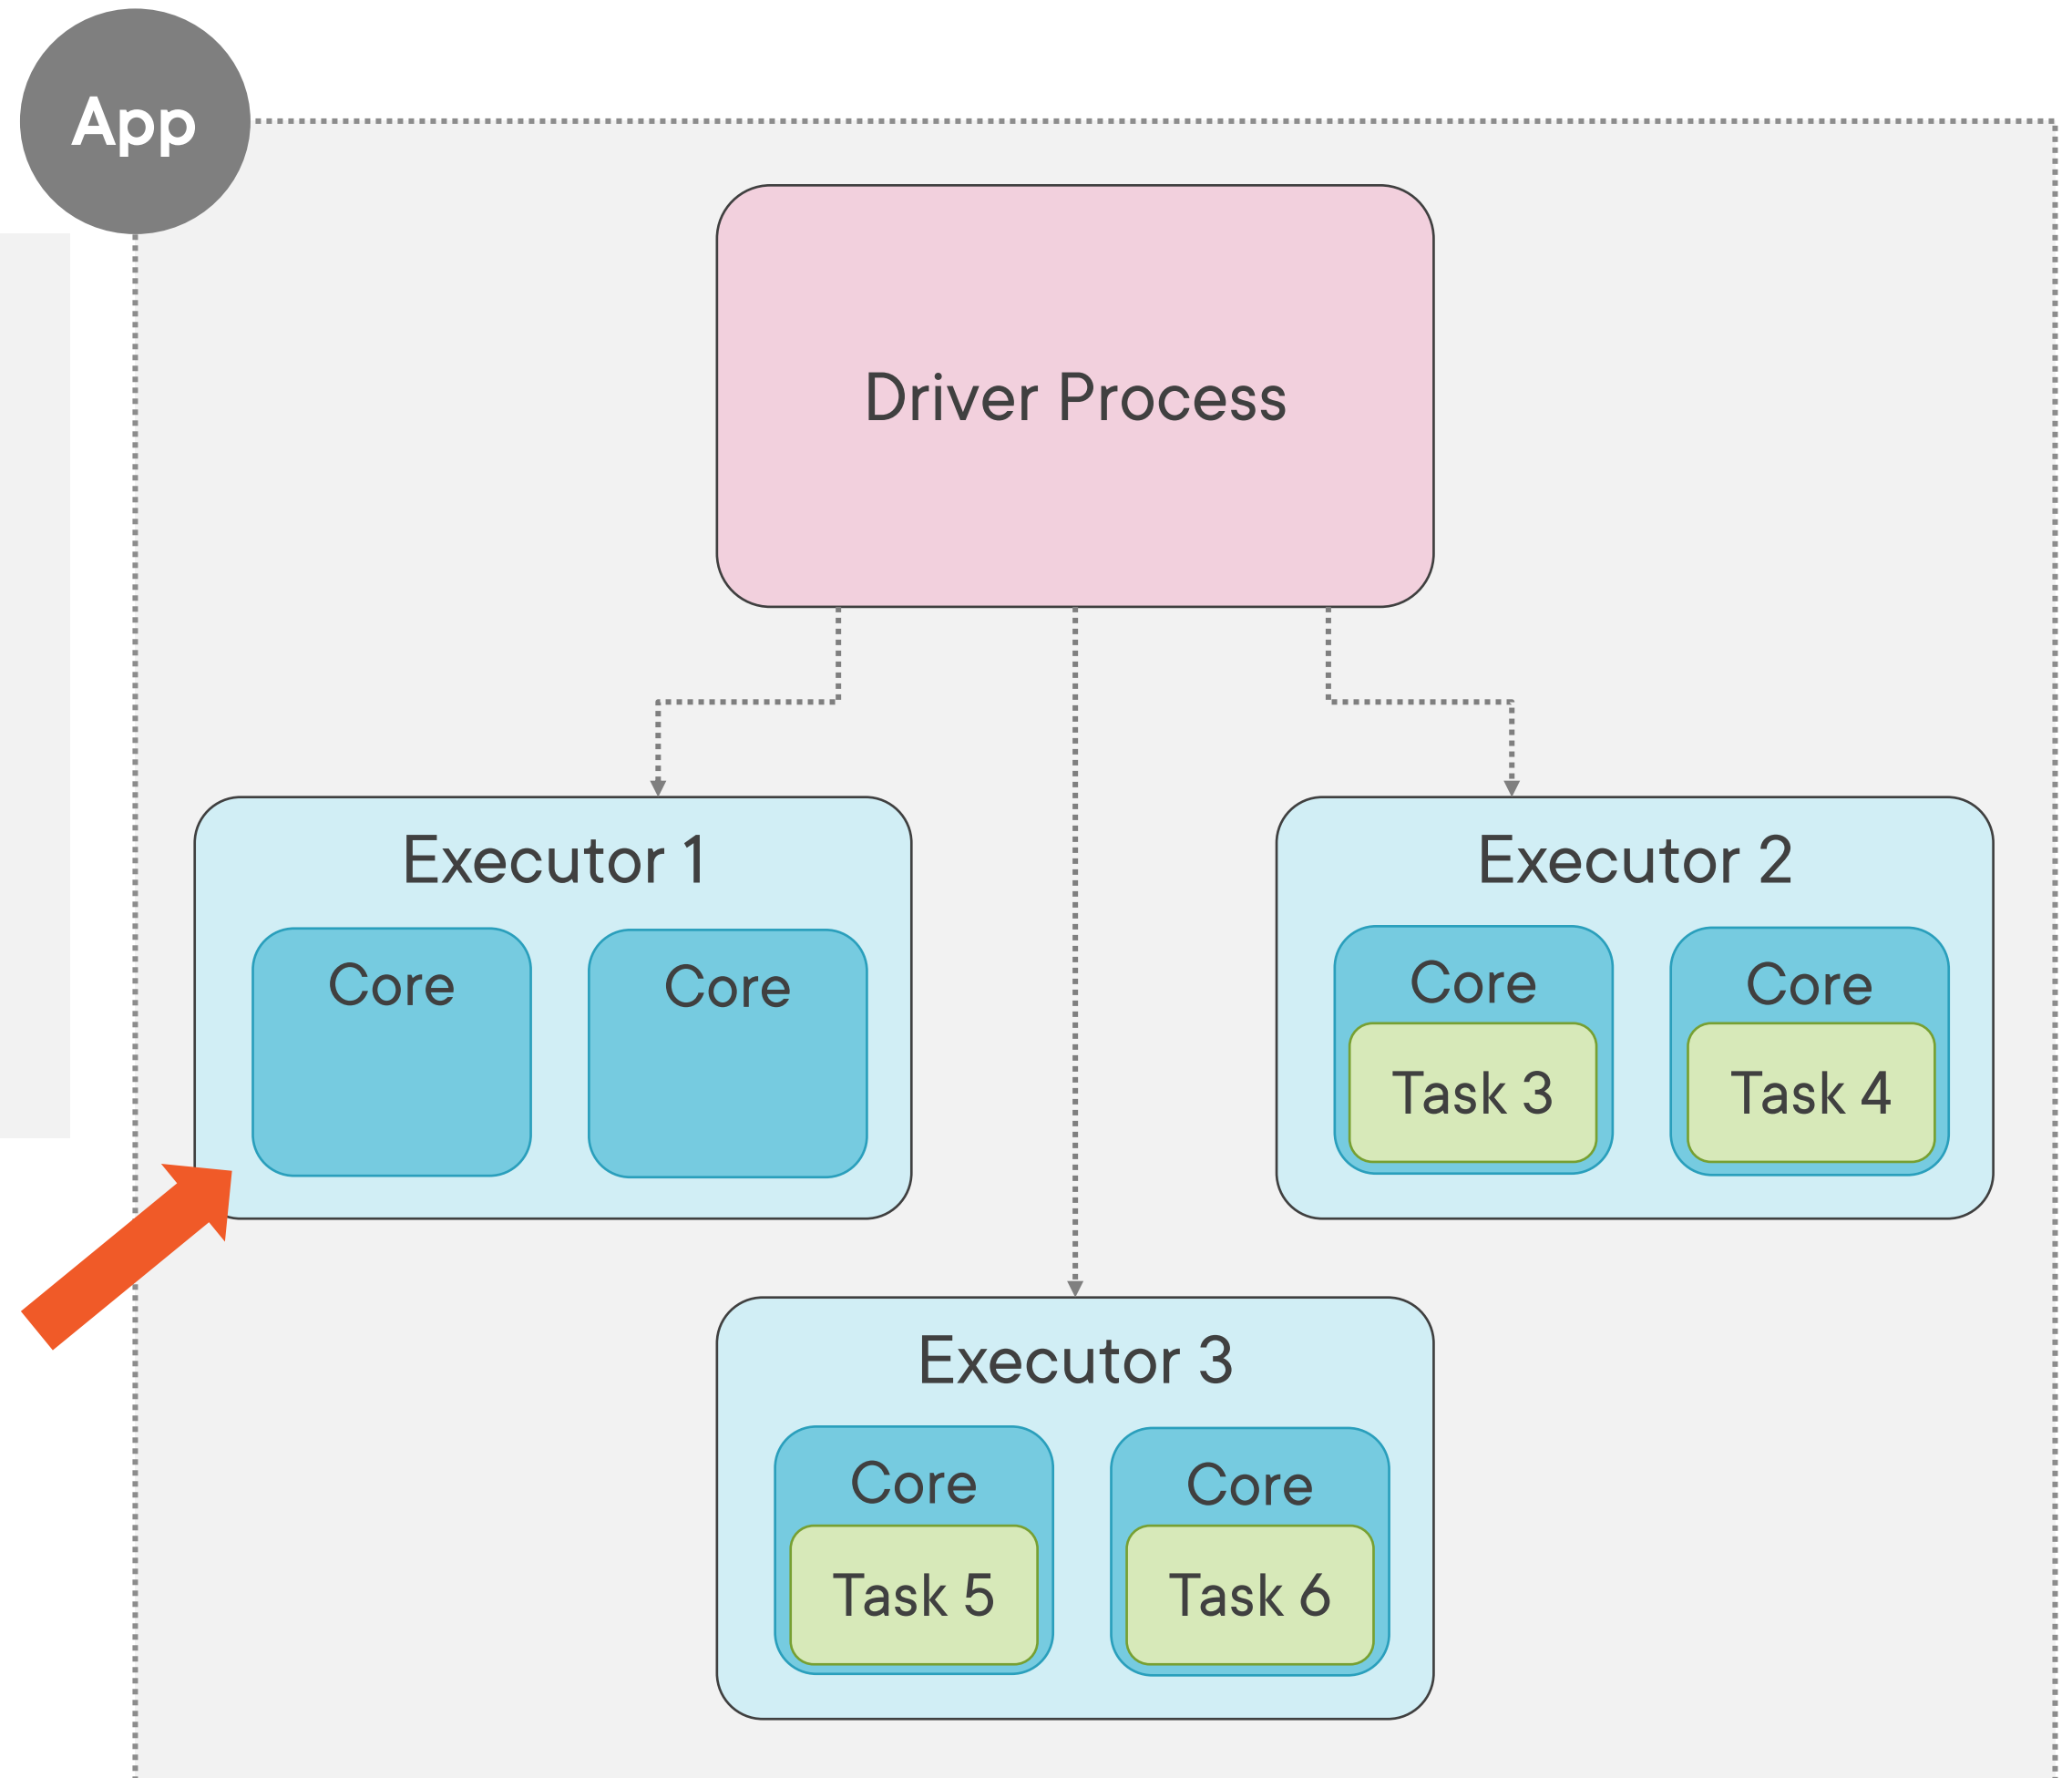 App
Driver Process
Executor 1
Core
Core
Executor 2
Core
Core
Task 3
Task 4
Executor 3
Core
Core
Task 5
Task 6